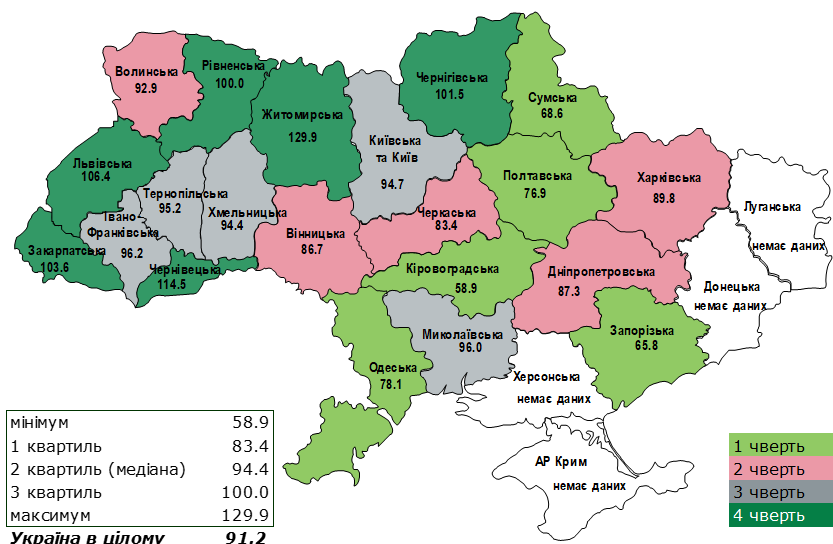 Волинська
92.9
Рівненська
100.0
Житомирська
129.9
Київська
та Київ
94.7
Чернігівська
101.5
Сумська
68.6
Львівська
106.4
Тернопільська
95.2
Хмельницька
94.4
Івано
Франківська
96.2
Закарпатська
103.6
Чернівецька
114.5
Вінницька
86.7
Черкаська
83.4
Полтавська
76.9
Харківська
89.8
Луганська
немає даних
Донецька
немає даних
Кіровоградська
58.9
Дніпропетровська
87.3
Запорізька
65.8
Миколаївська
96.0
Одеська
78.1
Херсонська
немає даних
АР Крим
немає даних
мінімум 58.9
1 квартиль 83.4
2 квартиль (медіана) 94.4
3 квартиль 100.0
максимум 129.9
Україна в цілому 91.2
1 чверть
2 чверть
3 чверть
4 чверть